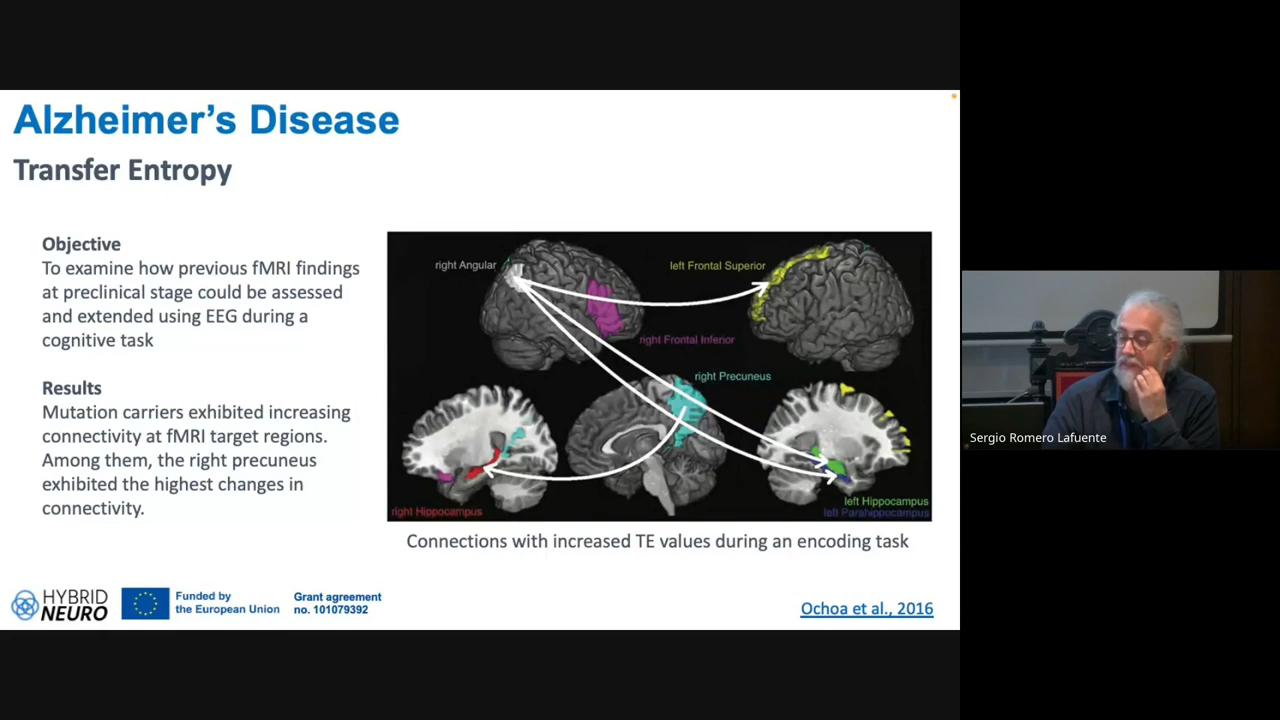 Alzheimer’s Disease
Transfer Entropy
Objective
To examine how previous fMRI findings
at preclinical stage could be assessed
and extended using EEG during a
cognitive task
Results
Mutation carriers exhibited increasing
connectivity at fMRI target regions.
Among them, the right precuneus
exhibited the highest changes in
connectivity.
right Angular
left Frontal Superior
right Frontal Inferior
right Precuneus
left Hippocampus
right Hippocampus
left Parahippocampus
Connections with increased TE values during an encoding task
HYBRID
NEURO
Funded by
the European Union
Grant agreement
no. 101079392
Ochoa et al., 2016
Sergio Romero Lafuente